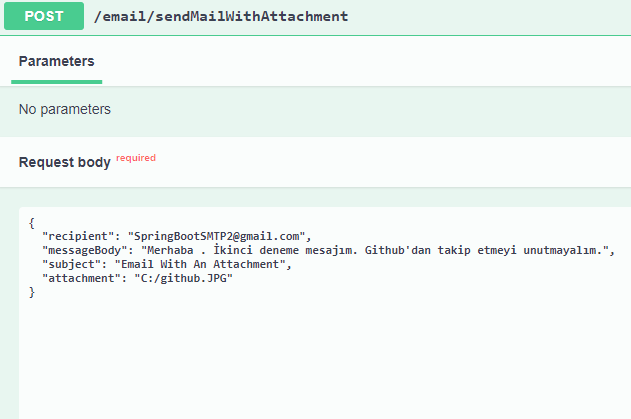 POST /email/sendMailWithAttachment
Parameters
No parameters
Request body required
{
  "recipient": "SpringBootSMTP2@gmail.com",
  "messageBody": "Merhaba . İkinci deneme mesajım. Github'dan takip etmeyi unutmayalım.",
  "subject": "Email With An Attachment",
  "attachment": "C:/github.JPG"
}